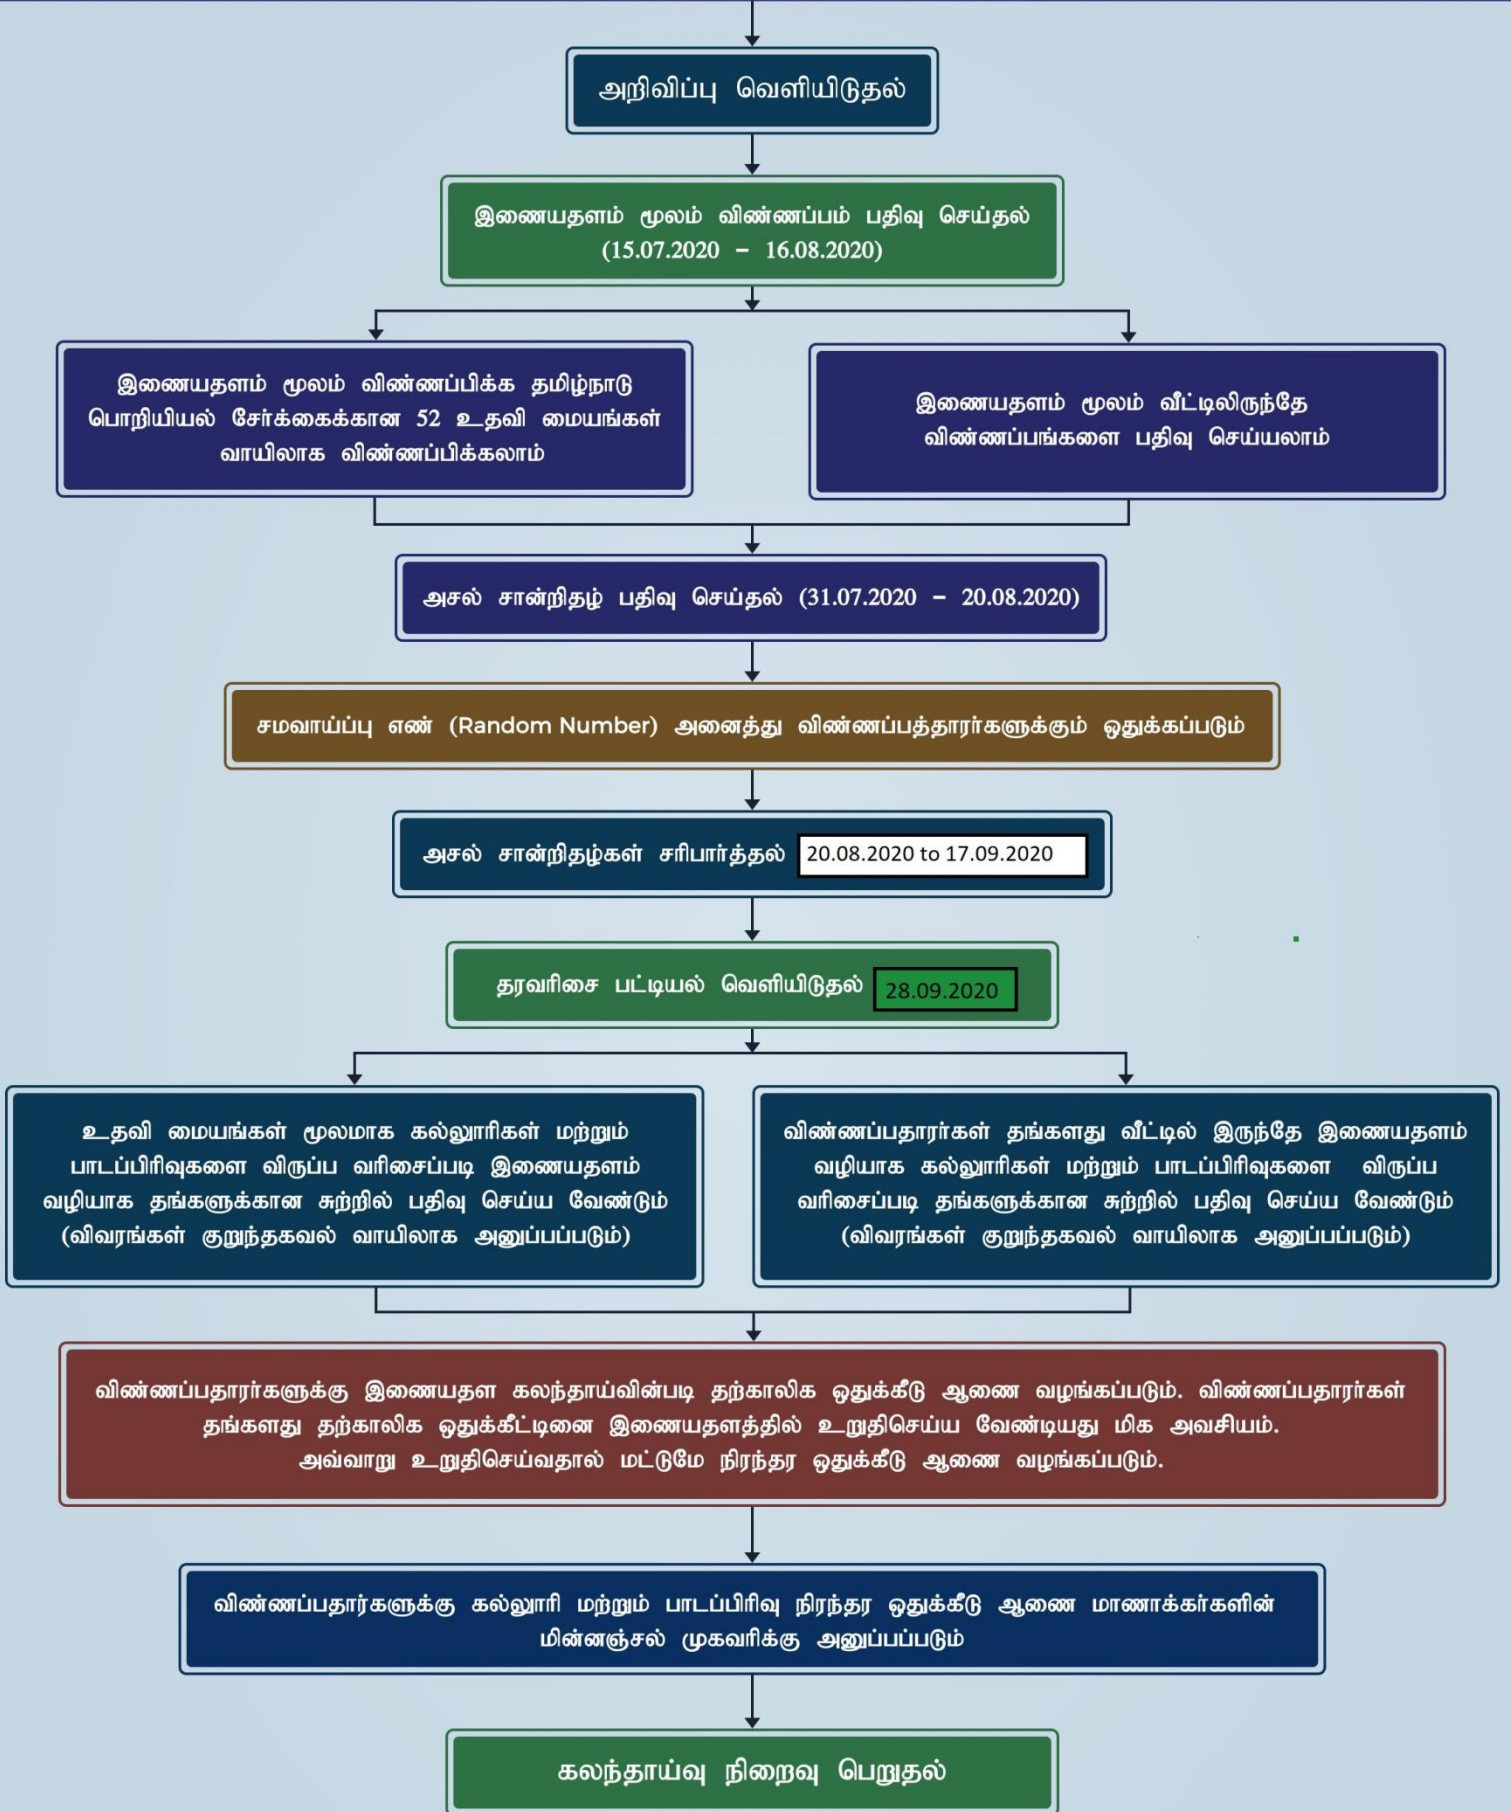 அறிவிப்பு வெளியிடுதல்
இணையதளம் மூலம் விண்ணப்பம் பதிவு செய்தல்
(15.07.2020 – 16.08.2020)
இணையதளம் மூலம் விண்ணப்பிக்க தமிழ்நாடு
பொறியியல் சேர்க்கைக்கான 52 உதவி மையங்கள்
வாயிலாக விண்ணப்பிக்கலாம்
இணையதளம் மூலம் வீட்டிலிருந்தே
விண்ணப்பங்களை பதிவு செய்யலாம்
அசல் சான்றிதழ் பதிவு செய்தல் (31.07.2020 – 20.08.2020)
சமவாய்ப்பு எண் (Random Number) அனைத்து விண்ணப்பத்தாரர்களுக்கும் ஒதுக்கப்படும்
அசல் சான்றிதழ்கள் சரிபார்த்தல் 20.08.2020 to 17.09.2020
தரவரிசை பட்டியல் வெளியிடுதல் 28.09.2020
உதவி மையங்கள் மூலமாக கல்லூரிகள் மற்றும்
பாடப்பிரிவுகளை விருப்ப வரிசைப்படி இணையதளம்
வழியாக தங்களுக்கான சுற்றில் பதிவு செய்ய வேண்டும்
(விவரங்கள் குறுந்தகவல் வாயிலாக அனுப்பப்படும்)
விண்ணப்பதாரர்கள் தங்களது வீட்டில் இருந்தே இணையதளம்
வழியாக கல்லூரிகள் மற்றும் பாடப்பிரிவுகளை விருப்ப
வரிசைப்படி தங்களுக்கான சுற்றில் பதிவு செய்ய வேண்டும்
(விவரங்கள் குறுந்தகவல் வாயிலாக அனுப்பப்படும்)
விண்ணப்பதாரர்களுக்கு இணையதள கலந்தாய்வின்படி தற்காலிக ஒதுக்கீடு ஆணை வழங்கப்படும். விண்ணப்பதாரர்கள்
தங்களது தற்காலிக ஒதுக்கீட்டினை இணையதளத்தில் உறுதிசெய்ய வேண்டியது மிக அவசியம்.
அவ்வாறு உறுதிசெய்வதால் மட்டுமே நிரந்தர ஒதுக்கீடு ஆணை வழங்கப்படும்.
விண்ணப்பதார்களுக்கு கல்லூரி மற்றும் பாடப்பிரிவு நிரந்தர ஒதுக்கீடு ஆணை மாணாக்கர்களின்
மின்னஞ்சல் முகவரிக்கு அனுப்பப்படும்
கலந்தாய்வு நிறைவு பெறுதல்